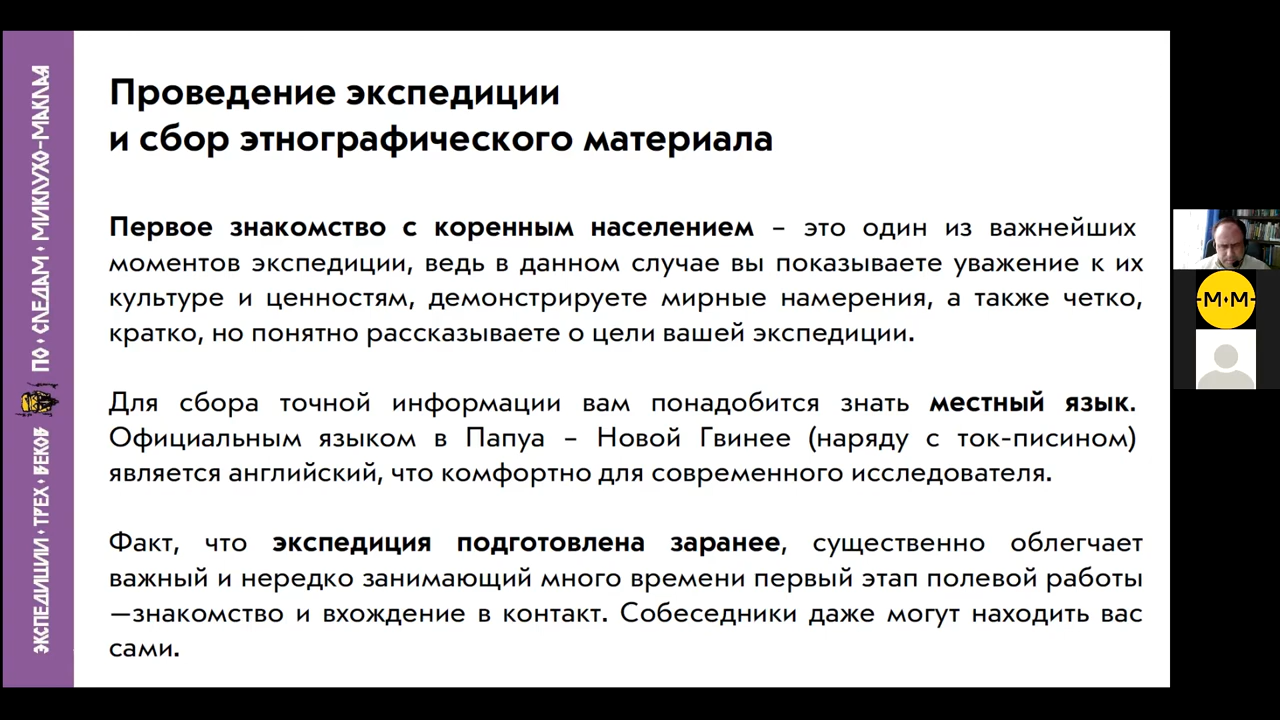 Проведение экспедиции
и сбор этнографического материала
Первое знакомство с коренным населением – это один из важнейших
моментов экспедиции, ведь в данном случае вы показываете уважение к их
культуре и ценностям, демонстрируете мирные намерения, а также четко,
кратко, но понятно рассказываете о цели вашей экспедиции.
Для сбора точной информации вам понадобится знать местный язык.
Официальным языком в Папуа – Новой Гвинее (наряду с ток-писином)
является английский, что комфортно для современного исследователя.
Факт, что экспедиция подготовлена заранее, существенно облегчает
важный и нередко занимающий много времени первый этап полевой работы
—знакомство и вхождение в контакт. Собеседники даже могут находить вас
сами.
ЭКСПЕДИЦИИ·ТРЕХ·ВЕКОВ
ПО·СЛЕДАМ·МИКЛУХО-МАКЛАЯ
-М·М-